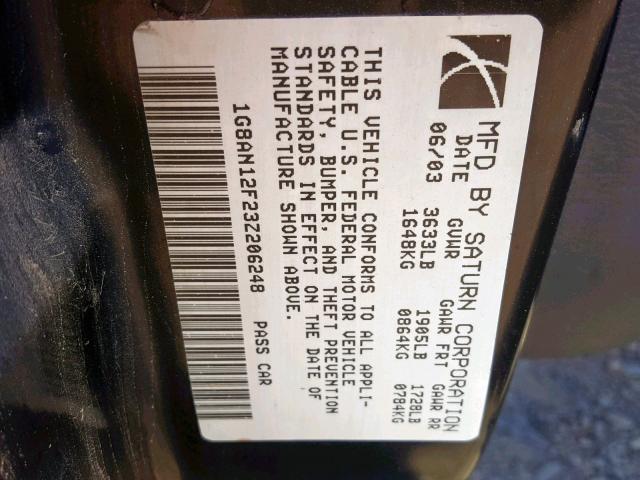 MFD BY SATURN CORPORATION
DATE GVWR GAWR FRT GAWR RR
06/03 3633LB 1905LB 1728LB
1648KG 0864KG 0784KG
THIS VEHICLE CONFORMS TO ALL APPLI-
CABLE U.S. FEDERAL MOTOR VEHICLE
SAFETY, BUMPER, AND THEFT PREVENTION
STANDARDS IN EFFECT ON THE DATE OF
MANUFACTURE SHOWN ABOVE.
1G8AN12F23Z206248 PASS CAR